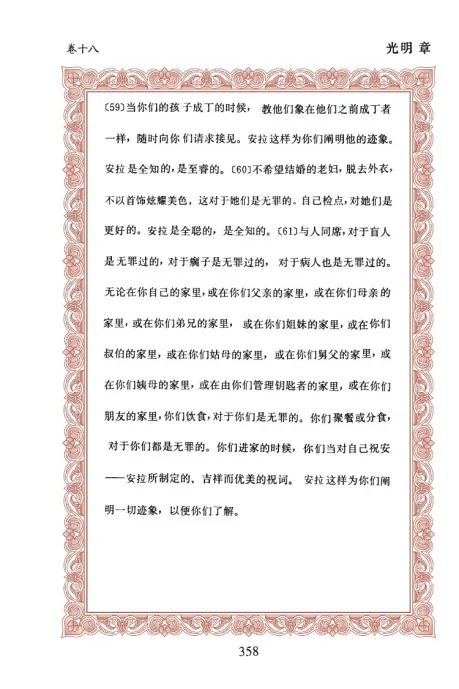 卷十八
光明 章
〔59〕当你们的孩子成丁的时候, 教他们象在他们之前成丁者
一样, 随时向你们请求接见。安拉这样为你们阐明他的迹象。
安拉是全知的, 是至睿的。〔60〕不希望结婚的老妇, 脱去外衣,
不以首饰炫耀美色, 这对于她们是无罪的。自己检点, 对她们是
更好的。安拉是全聪的, 是全知的。〔61〕与人同席, 对于盲人
是无罪过的, 对于瘸子是无罪过的, 对于病人也是无罪过的。
无论在你自己的家里, 或在你们父亲的家里, 或在你们母亲的
家里, 或在你们弟兄的家里, 或在你们姐妹的家里, 或在你们
叔伯的家里, 或在你们姑母的家里, 或在你们舅父的家里, 或
在你们姨母的家里, 或在由你们管理钥匙者的家里, 或在你们
朋友的家里, 你们饮食, 对于你们是无罪的。你们聚餐或分食,
对于你们都是无罪的。你们进家的时候, 你们当对自己祝安
——安拉所制定的、吉祥而优美的祝词。 安拉这样为你们阐
明一切迹象, 以便你们了解。
358